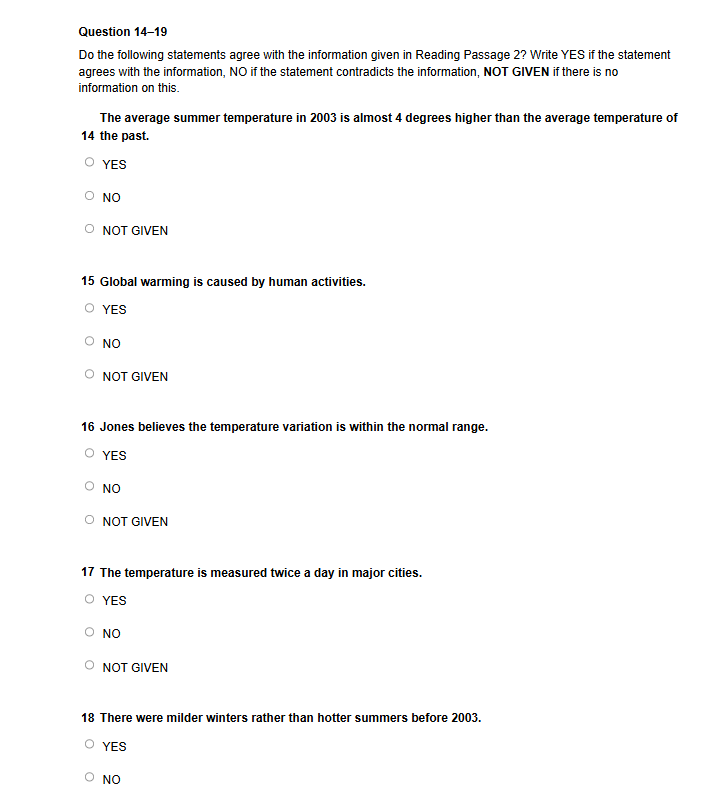 Question 14–19
Do the following statements agree with the information given in Reading Passage 2? Write YES if the statement
agrees with the information, NO if the statement contradicts the information, NOT GIVEN if there is no
information on this.
The average summer temperature in 2003 is almost 4 degrees higher than the average temperature of
14 the past.
YES
NO
NOT GIVEN
15 Global warming is caused by human activities.
YES
NO
NOT GIVEN
16 Jones believes the temperature variation is within the normal range.
YES
NO
NOT GIVEN
17 The temperature is measured twice a day in major cities.
YES
NO
NOT GIVEN
18 There were milder winters rather than hotter summers before 2003.
YES
NO